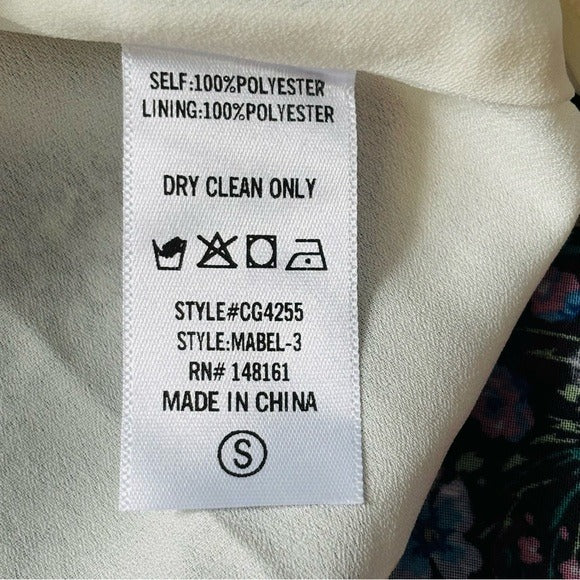 SELF:100%POLYESTER
LINING:100%POLYESTER
DRY CLEAN ONLY
STYLE#CG4255
STYLE:MABEL-3
RN# 148161
MADE IN CHINA
S